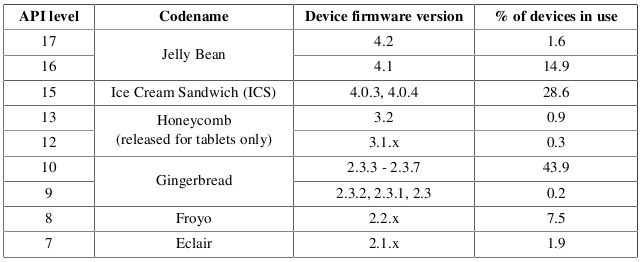 API level Codename Device firmware version % of devices in use
17 Jelly Bean 4.2 1.6
16 4.1 14.9
15 Ice Cream Sandwich (ICS) 4.0.3, 4.0.4 28.6
13 Honeycomb 3.2 0.9
12 (released for tablets only) 3.1.x 0.3
10 Gingerbread 2.3.3 - 2.3.7 43.9
9 2.3.2, 2.3.1, 2.3 0.2
8 Froyo 2.2.x 7.5
7 Eclair 2.1.x 1.9